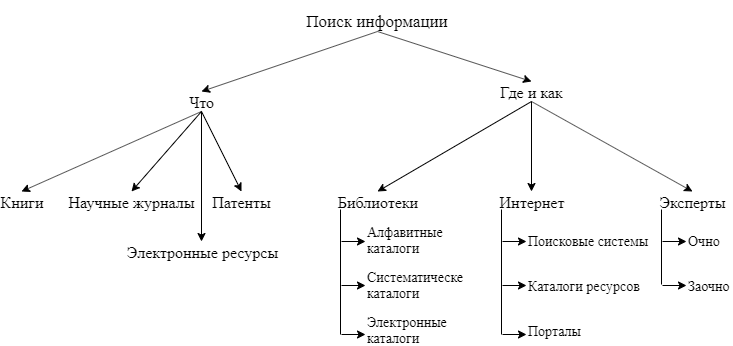 Поиск информации
Что
Где и как
Книги
Научные журналы
Патенты
Электронные ресурсы
Библиотеки
Алфавитные
каталоги
Систематическе
каталоги
Электронные
каталоги
Интернет
Поисковые системы
Каталоги ресурсов
Порталы
Эксперты
Очно
Заочно